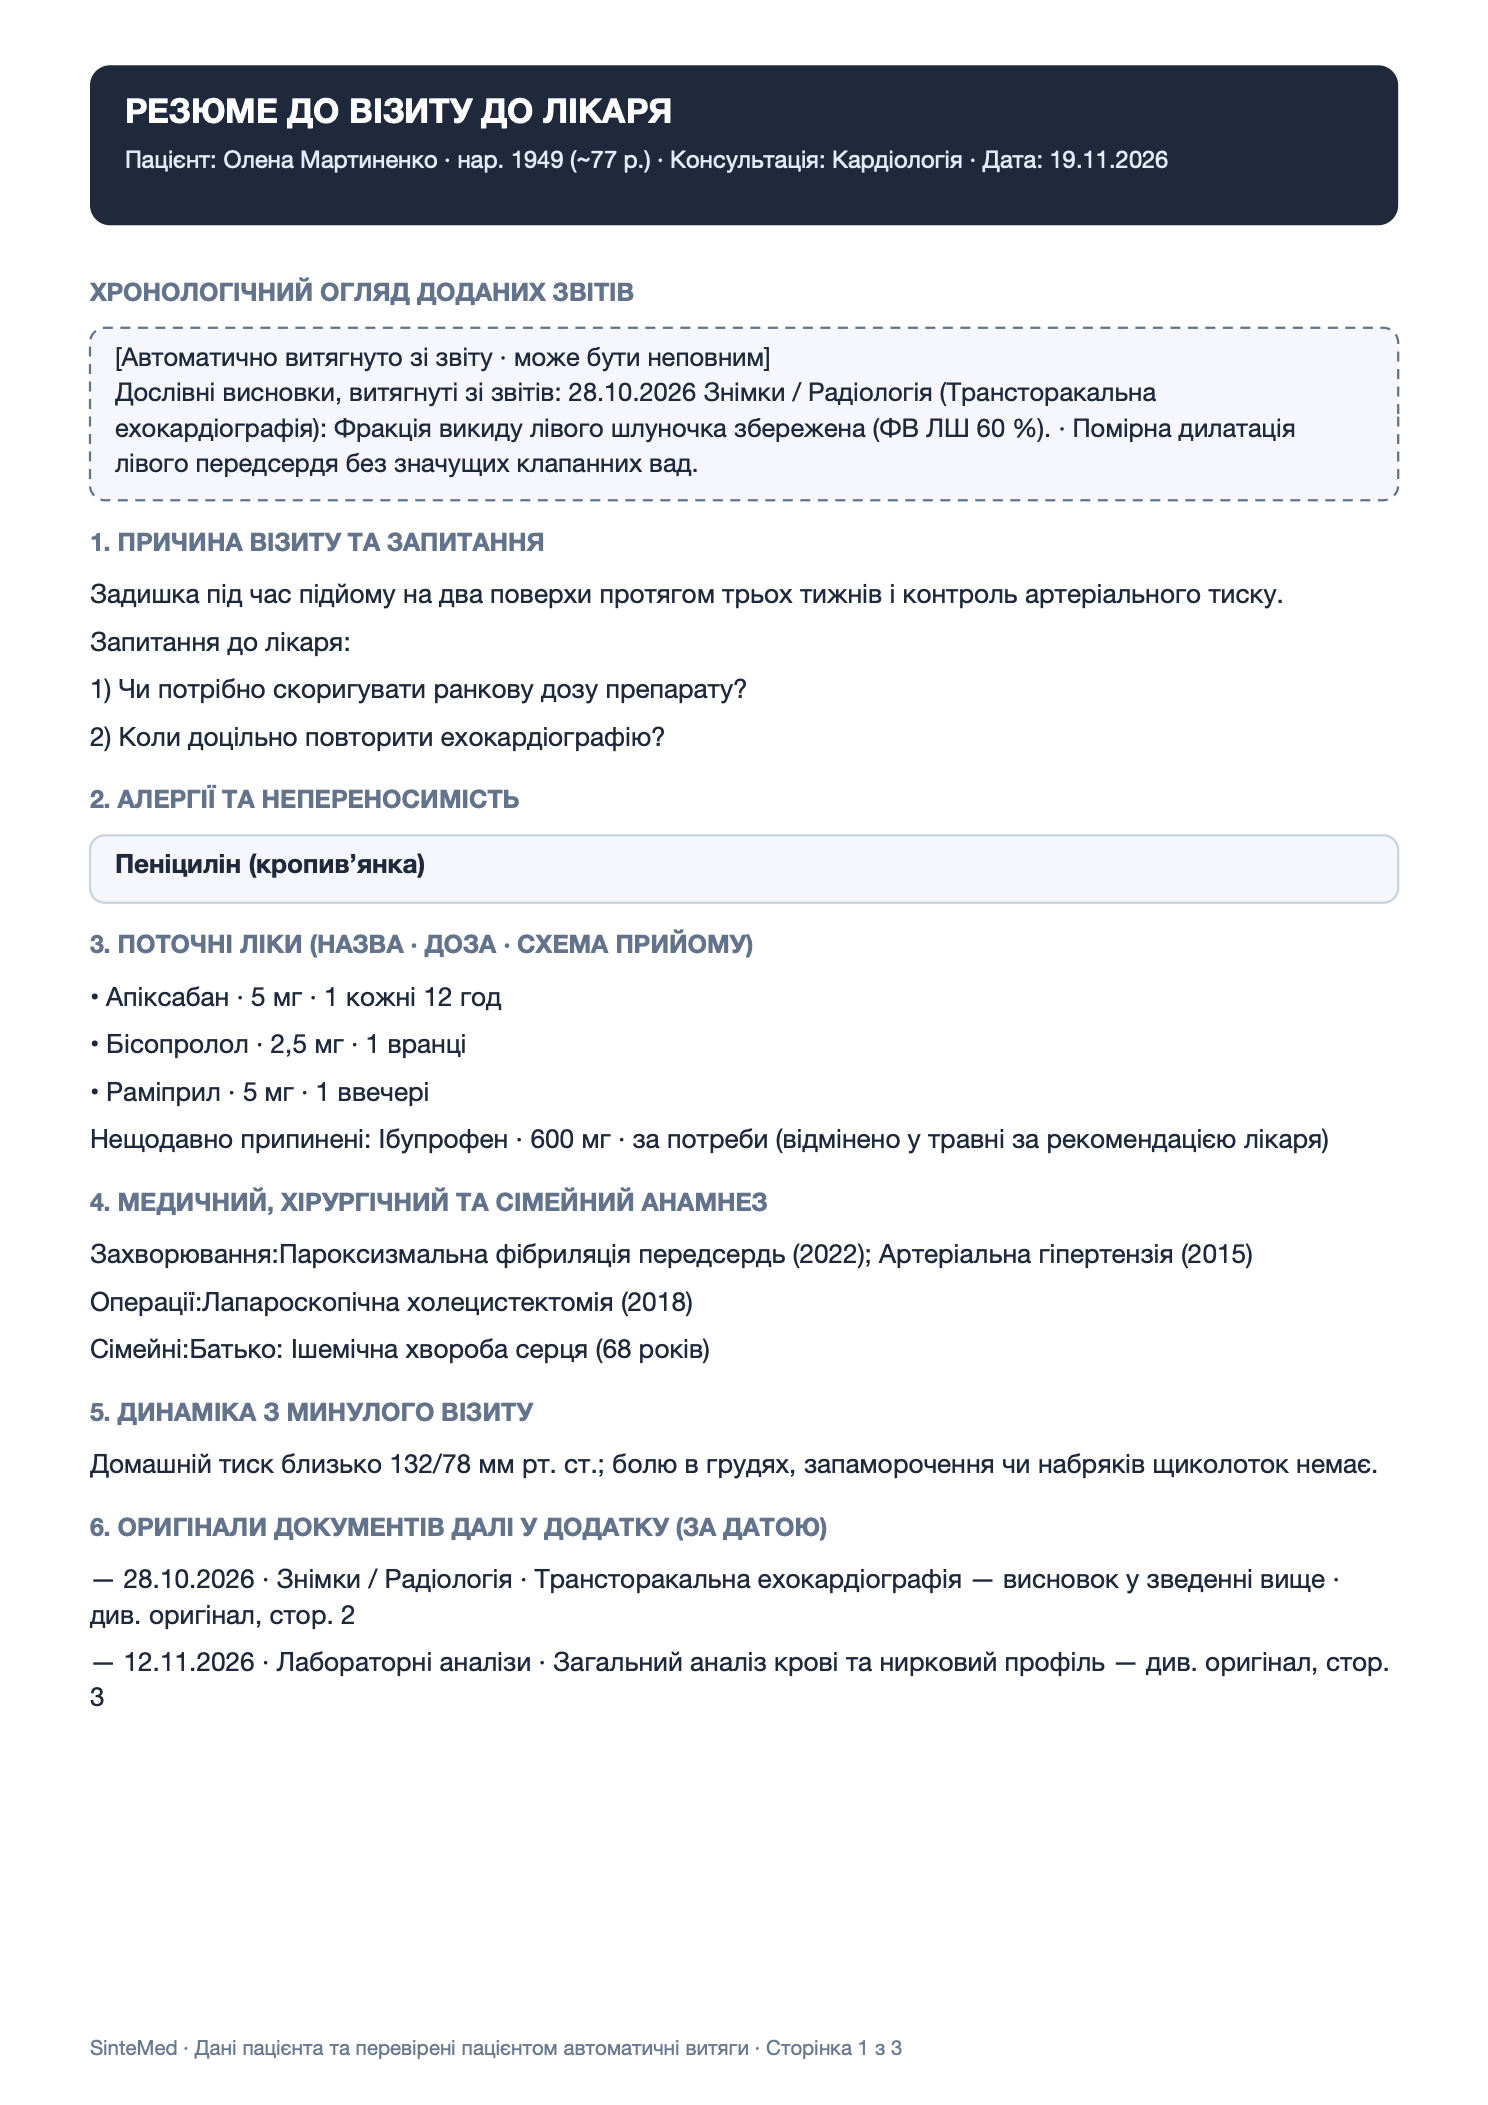 РЕЗЮМЕ ДО ВІЗИТУ ДО ЛІКАРЯ
Пацієнт: Олена Мартиненко · нар. 1949 (~77 р.) · Консультація: Кардіологія · Дата: 19.11.2026
ХРОНОЛОГІЧНИЙ ОГЛЯД ДОДАНИХ ЗВІТІВ
[Автоматично витягнуто зі звіту · може бути неповним]
Дослівні висновки, витягнуті зі звітів: 28.10.2026 Знімки / Радіологія (Трансторакальна
ехокардіографія): Фракція викиду лівого шлуночка збережена (ФВ ЛШ 60 %). · Помірна дилатація
лівого передсердя без значущих клапанних вад.
1. ПРИЧИНА ВІЗИТУ ТА ЗАПИТАННЯ
Задишка під час підйому на два поверхи протягом трьох тижнів і контроль артеріального тиску.
Запитання до лікаря:
1) Чи потрібно скоригувати ранкову дозу препарату?
2) Коли доцільно повторити ехокардіографію?
2. АЛЕРГІЇ ТА НЕПЕРЕНОСИМІСТЬ
Пеніцилін (кропив’янка)
3. ПОТОЧНІ ЛІКИ (НАЗВА · ДОЗА · СХЕМА ПРИЙОМУ)
• Апіксабан · 5 мг · 1 кожні 12 год
• Бісопролол · 2,5 мг · 1 вранці
• Раміприл · 5 мг · 1 ввечері
Нещодавно припинені: Ібупрофен · 600 мг · за потреби (відмінено у травні за рекомендацією лікаря)
4. МЕДИЧНИЙ, ХІРУРГІЧНИЙ ТА СІМЕЙНИЙ АНАМНЕЗ
Захворювання:Пароксизмальна фібриляція передсердь (2022); Артеріальна гіпертензія (2015)
Операції:Лапароскопічна холецистектомія (2018)
Сімейні:Батько: Ішемічна хвороба серця (68 років)
5. ДИНАМІКА З МИНУЛОГО ВІЗИТУ
Домашній тиск близько 132/78 мм рт. ст.; болю в грудях, запаморочення чи набряків щиколоток немає.
6. ОРИГІНАЛИ ДОКУМЕНТІВ ДАЛІ У ДОДАТКУ (ЗА ДАТОЮ)
— 28.10.2026 · Знімки / Радіологія · Трансторакальна ехокардіографія — висновок у зведенні вище ·
див. оригінал, стор. 2
— 12.11.2026 · Лабораторні аналізи · Загальний аналіз крові та нирковий профіль — див. оригінал, стор.
3
SinteMed · Дані пацієнта та перевірені пацієнтом автоматичні витяги · Сторінка 1 з 3